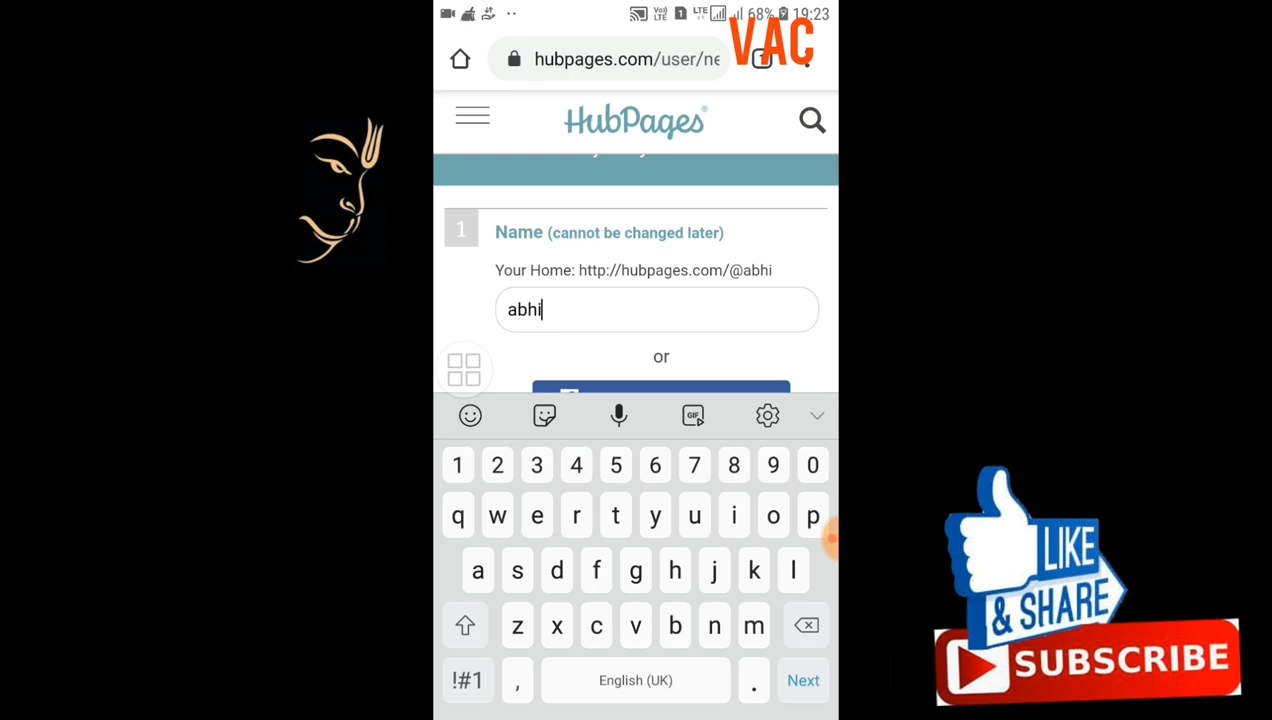 LTE 68% 19:23
VAC
hubpages.com/user/ne
HubPages
1 Name (cannot be changed later)
Your Home: http://hubpages.com/@abhi
abhi
or
GIF
1 2 3 4 5 6 7 8 9 0
q w e r t y u i o p
a s d f g h j k l
z x c v b n m
!#1 , English (UK) . Next
LIKE
& SHARE
SUBSCRIBE